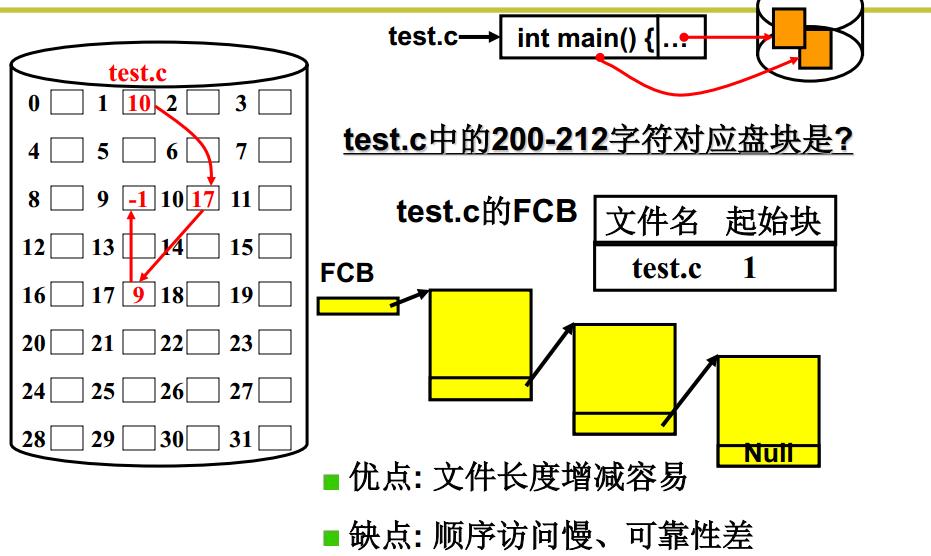 test.c
int main() { ...
test.c
0 1 10 2 3
4 5 6 7
8 9 -1 10 17 11
12 13 14 15
16 17 9 18 19
20 21 22 23
24 25 26 27
28 29 30 31
test.c中的200-212字符对应盘块是?
test.c的FCB
文件名 起始块
test.c 1
FCB
Null
优点: 文件长度增减容易
缺点: 顺序访问慢、可靠性差